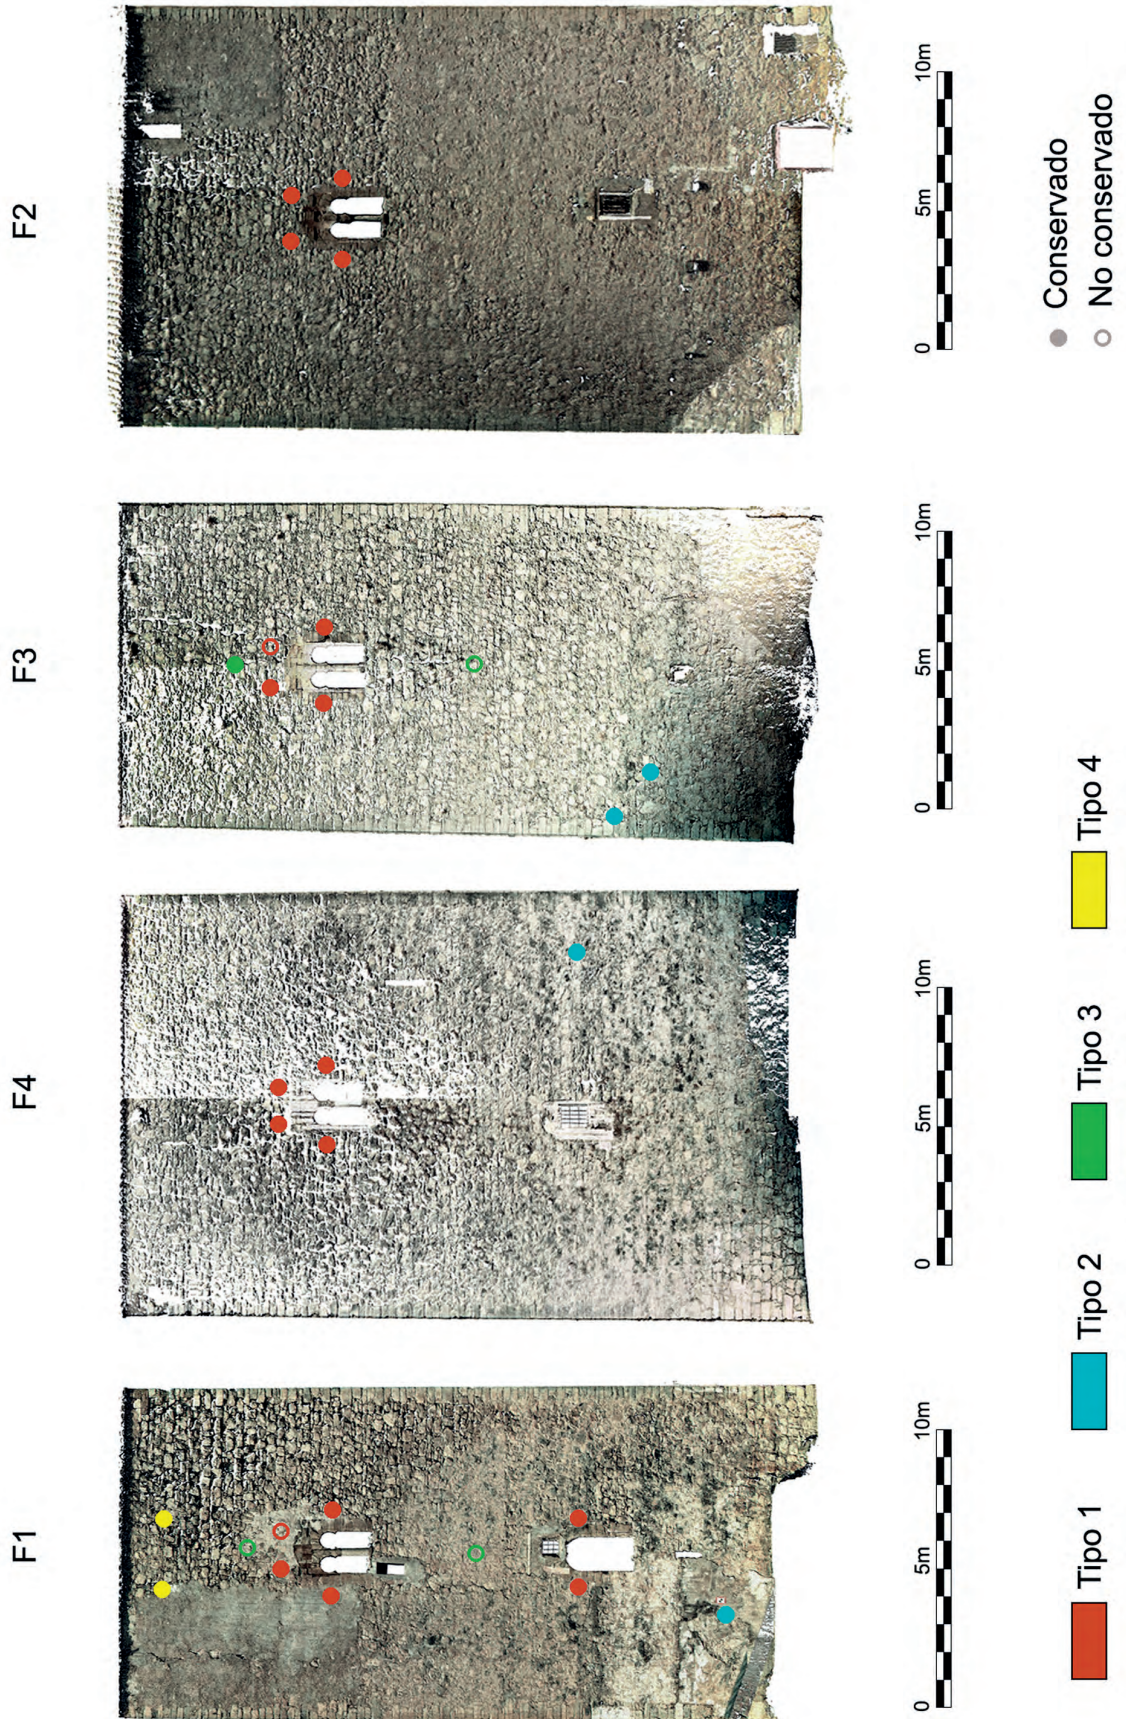 F1
F4
F3
F2
0 5m 10m
0 5m 10m
0 5m 10m
0 5m 10m
Tipo 1
Tipo 2
Tipo 3
Tipo 4
Conservado
No conservado